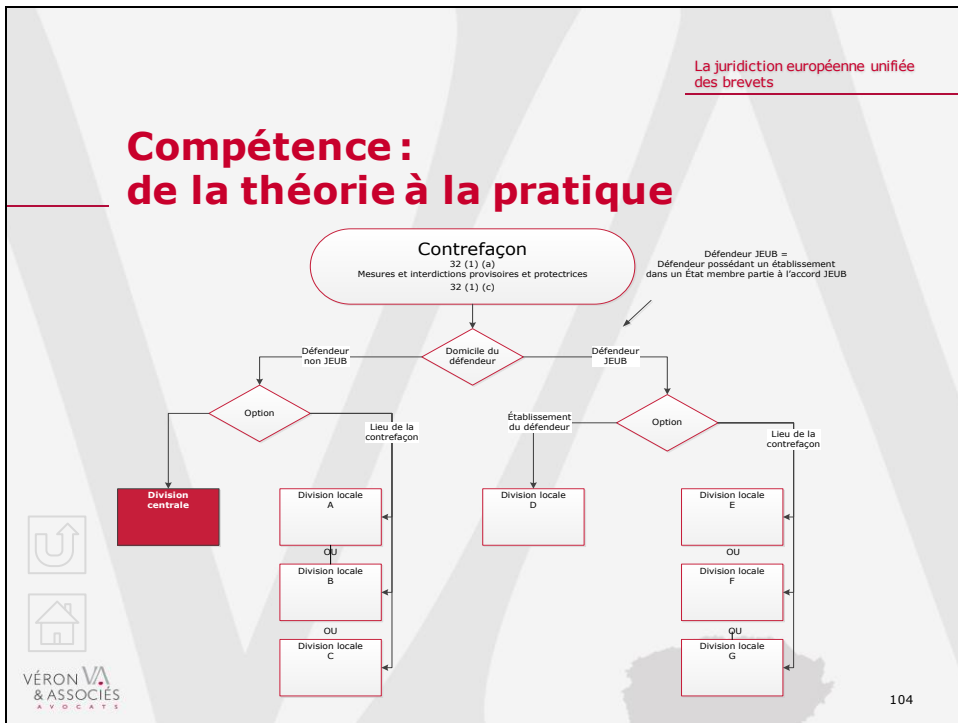 La juridiction européenne unifiée
des brevets
Compétence :
de la théorie à la pratique
Contrefaçon
32 (1) (a)
Mesures et interdictions provisoires et protectrices
32 (1) (c)
Défendeur JEUB =
Défendeur possédant un établissement
dans un État membre partie à l'accord JEUB
Domicile du
défendeur
Défendeur
non JEUB
Défendeur
JEUB
Option
Lieu de la
contrefaçon
Établissement
du défendeur
Option
Lieu de la
contrefaçon
Division
centrale
Division locale
A
OU
Division locale
B
OU
Division locale
C
Division locale
D
Division locale
E
OU
Division locale
F
OU
Division locale
G
VÉRON VA
& ASSOCIÉS
AVOCATS
104